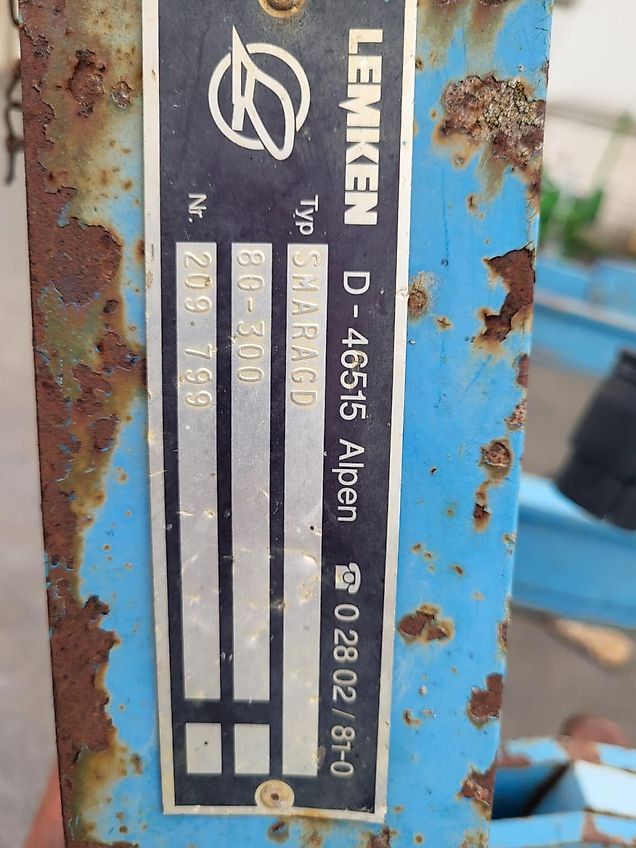 LEMKEN D-46515 Alpen ☎ 0 28 02 / 81-0
Typ SMARAGD
80-300
Nr. 209 799